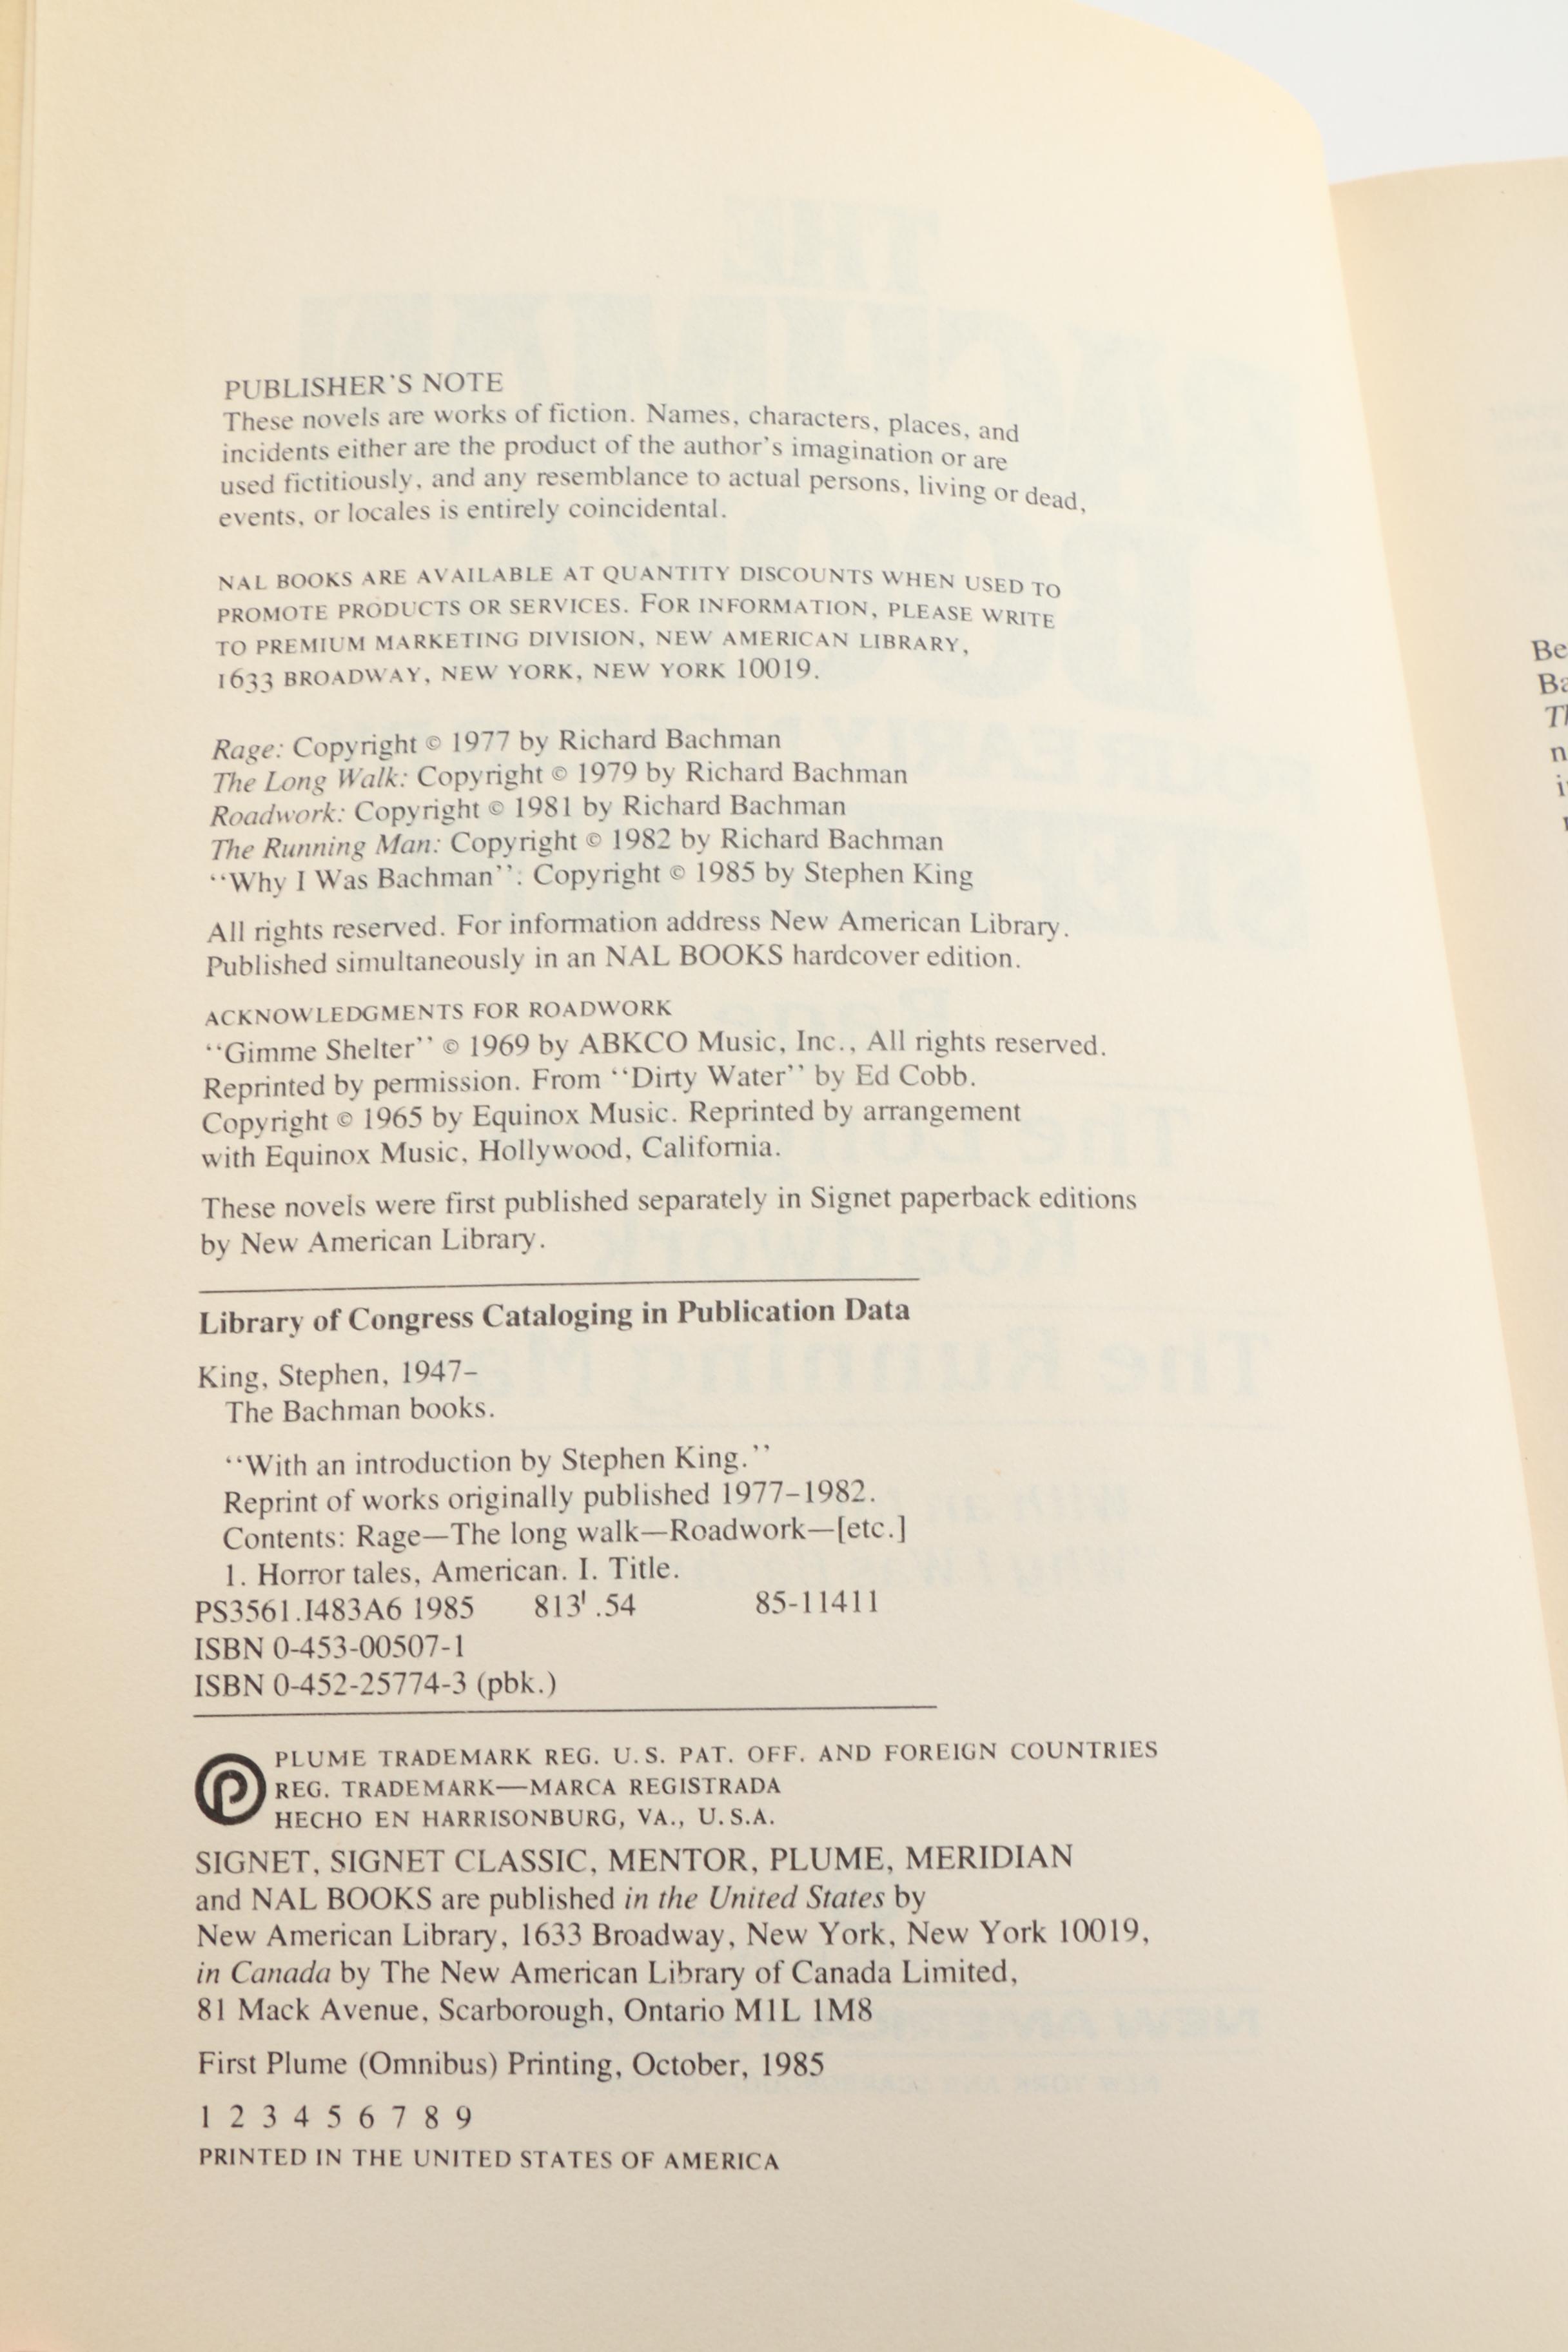 PUBLISHER'S NOTE
These novels are works of fiction. Names, characters, places, and
incidents either are the product of the author's imagination or are
used fictitiously, and any resemblance to actual persons, living or dead,
events, or locales is entirely coincidental.
NAL BOOKS ARE AVAILABLE AT QUANTITY DISCOUNTS WHEN USED TO
PROMOTE PRODUCTS OR SERVICES. FOR INFORMATION, PLEASE WRITE
TO PREMIUM MARKETING DIVISION, NEW AMERICAN LIBRARY,
1633 BROADWAY, NEW YORK, NEW YORK 10019.
Rage: Copyright © 1977 by Richard Bachman
The Long Walk: Copyright © 1979 by Richard Bachman
Roadwork: Copyright © 1981 by Richard Bachman
The Running Man: Copyright © 1982 by Richard Bachman
"Why I Was Bachman": Copyright © 1985 by Stephen King
All rights reserved. For information address New American Library.
Published simultaneously in an NAL BOOKS hardcover edition.
ACKNOWLEDGMENTS FOR ROADWORK
"Gimme Shelter" © 1969 by ABKCO Music, Inc., All rights reserved.
Reprinted by permission. From "Dirty Water" by Ed Cobb.
Copyright © 1965 by Equinox Music. Reprinted by arrangement
with Equinox Music, Hollywood, California.
These novels were first published separately in Signet paperback editions
by New American Library.
Library of Congress Cataloging in Publication Data
King, Stephen, 1947–
The Bachman books.
"With an introduction by Stephen King."
Reprint of works originally published 1977–1982.
Contents: Rage—The long walk—Roadwork—[etc.]
1. Horror tales, American. I. Title.
PS3561.I483A6 1985 813'.54 85-11411
ISBN 0-453-00507-1
ISBN 0-452-25774-3 (pbk.)
PLUME TRADEMARK REG. U.S. PAT. OFF. AND FOREIGN COUNTRIES
REG. TRADEMARK—MARCA REGISTRADA
HECHO EN HARRISONBURG, VA., U.S.A.
SIGNET, SIGNET CLASSIC, MENTOR, PLUME, MERIDIAN
and NAL BOOKS are published in the United States by
New American Library, 1633 Broadway, New York, New York 10019,
in Canada by The New American Library of Canada Limited,
81 Mack Avenue, Scarborough, Ontario M1L 1M8
First Plume (Omnibus) Printing, October, 1985
1 2 3 4 5 6 7 8 9
PRINTED IN THE UNITED STATES OF AMERICA